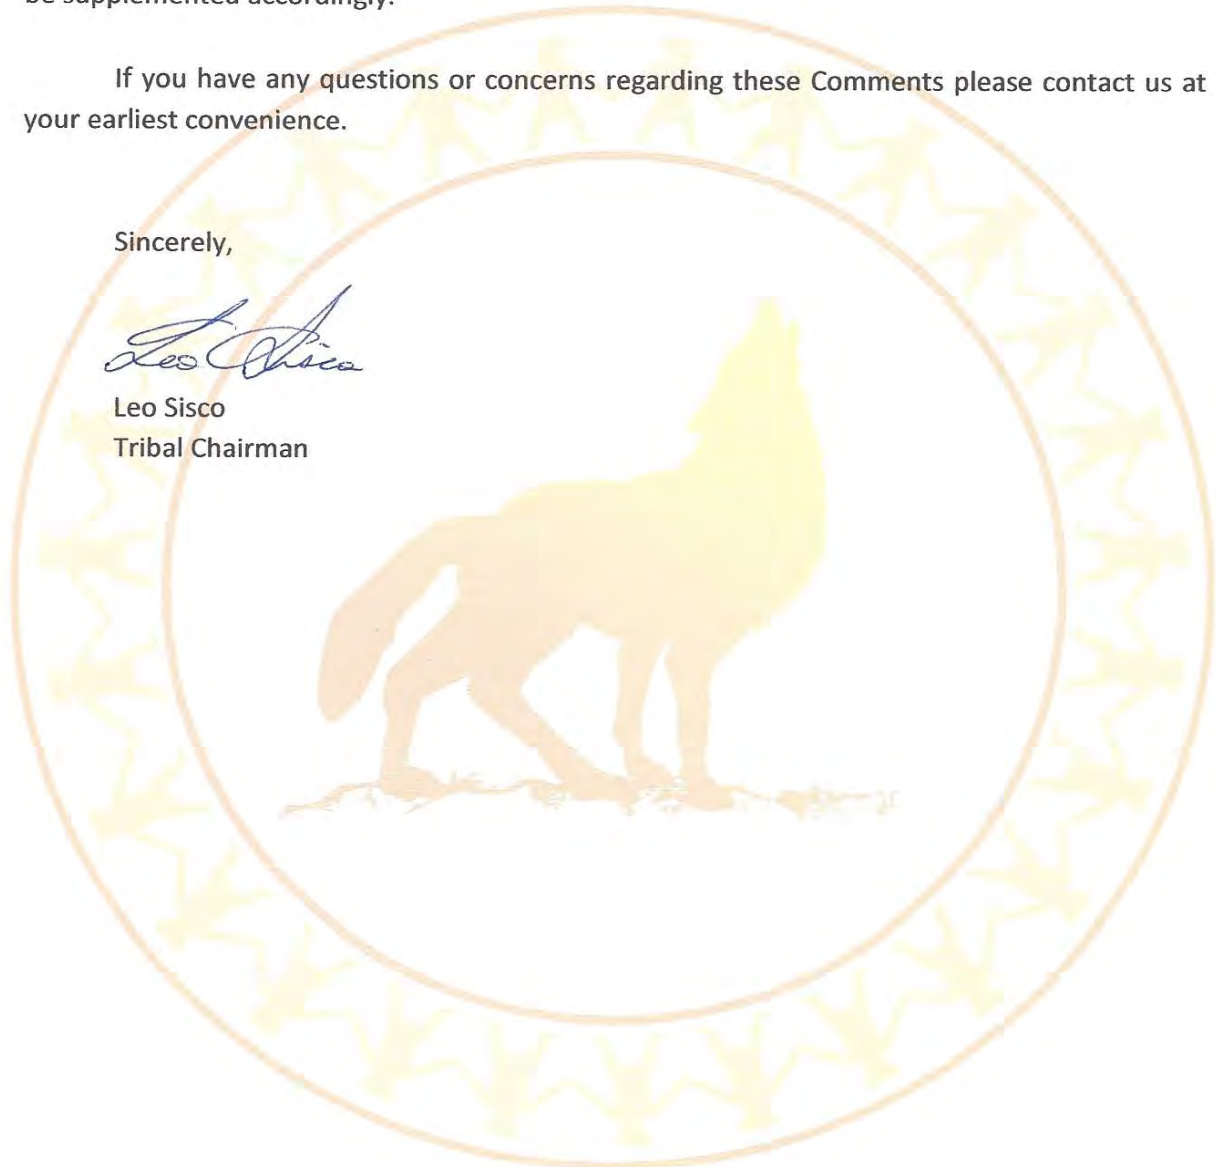 be supplemented accordingly.
If you have any questions or concerns regarding these Comments please contact us at
your earliest convenience.
Sincerely,
Leo Sisco
Leo Sisco
Tribal Chairman